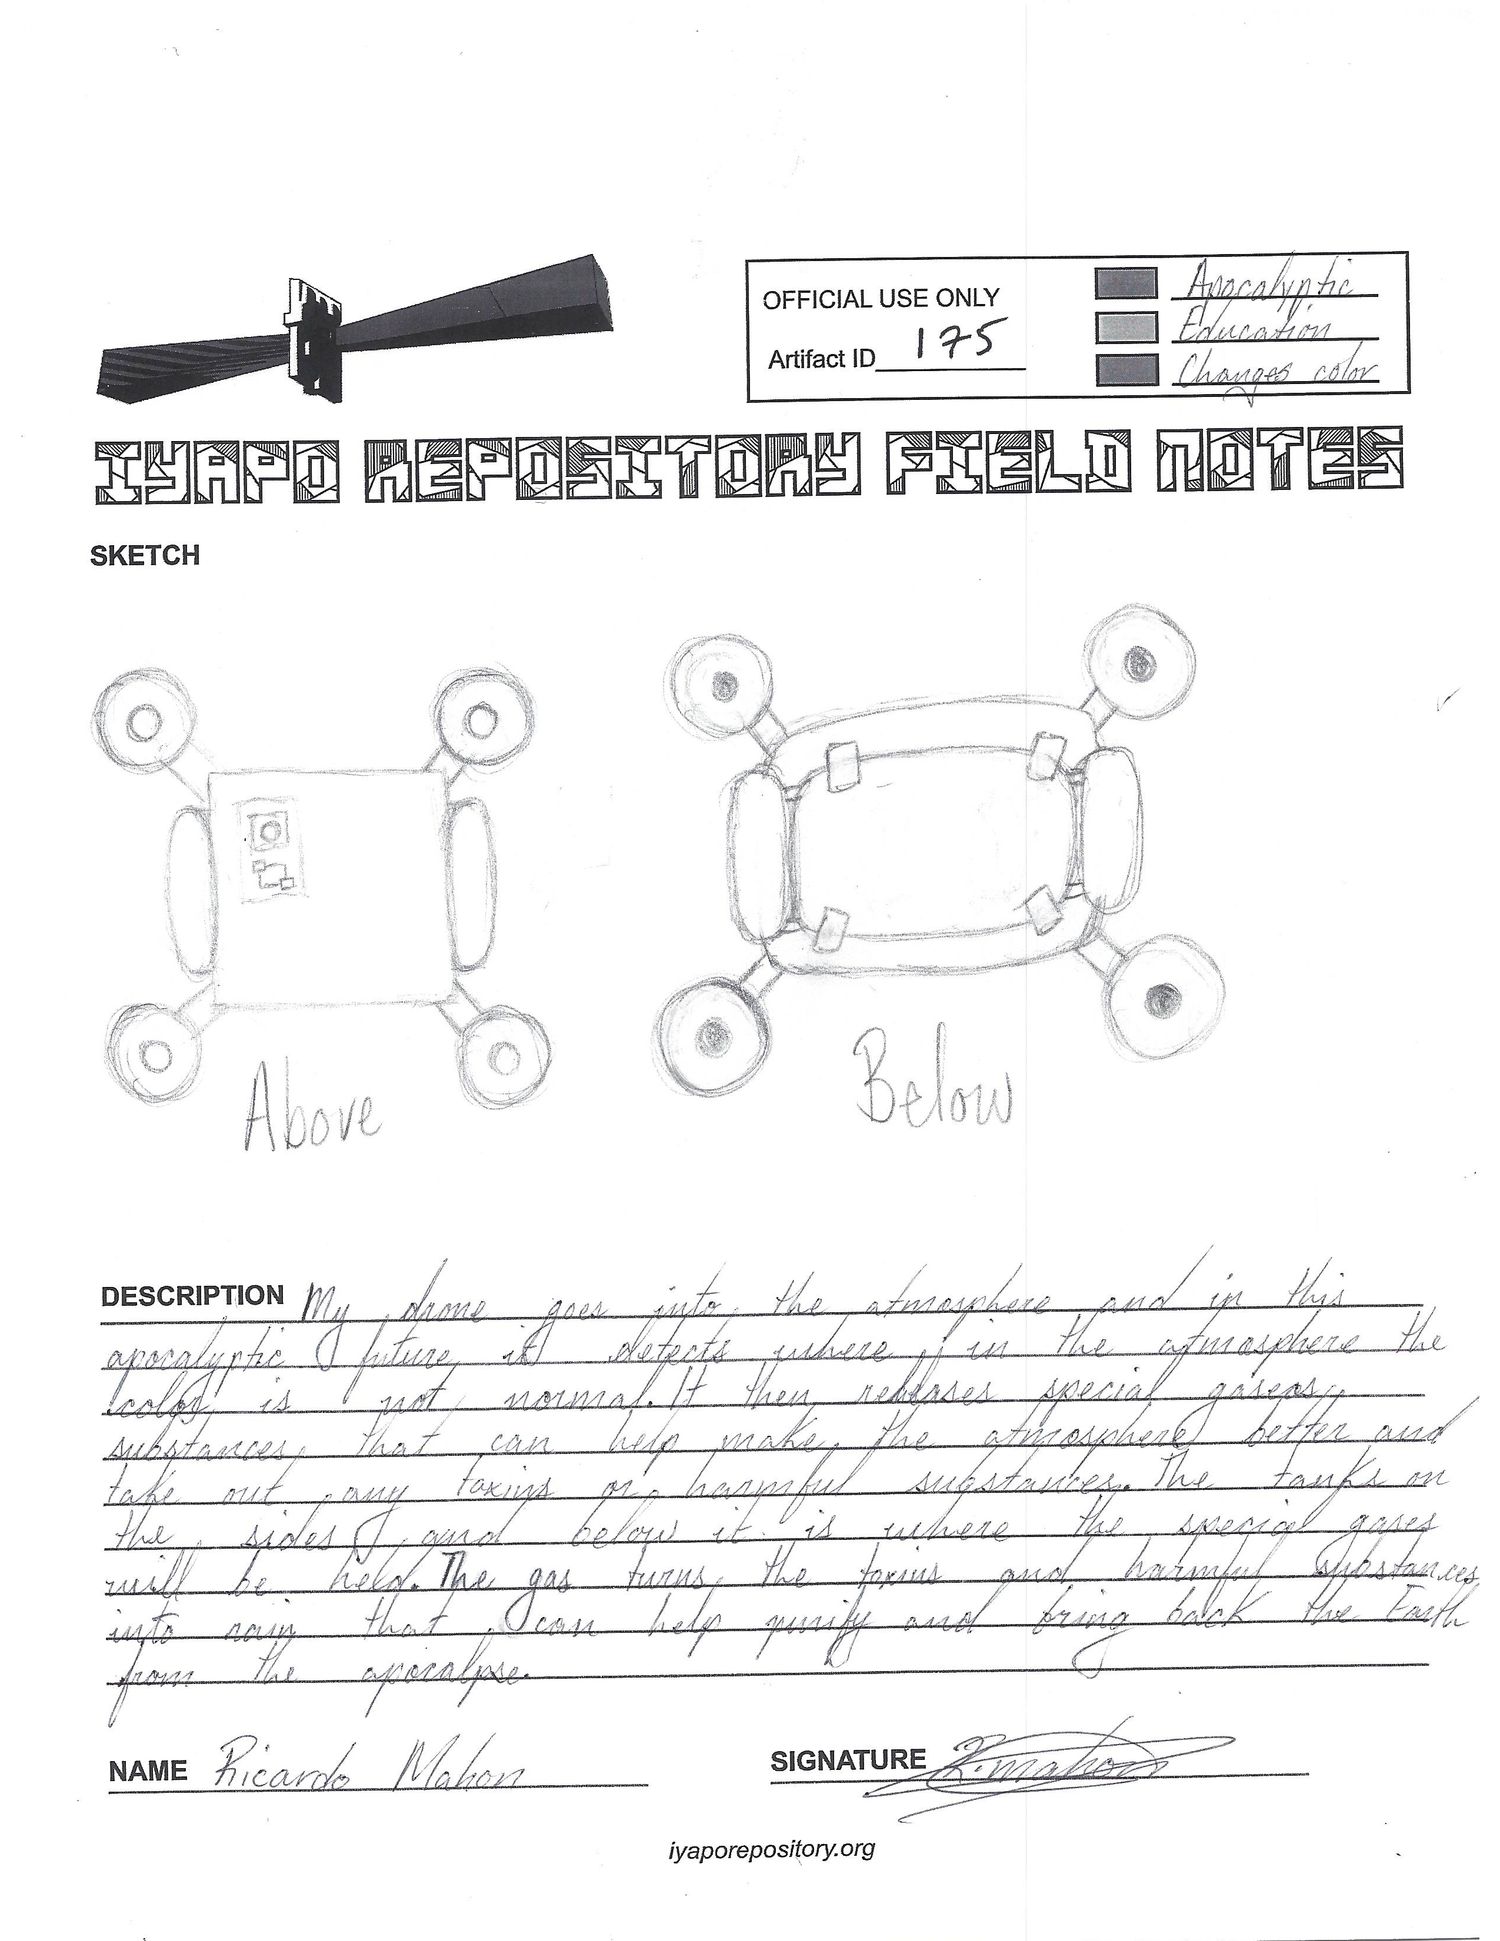 OFFICIAL USE ONLY
Artifact ID 175
Apocalyptic
Education
Changes color
IYAPO REPOSITORY FIELD NOTES
SKETCH
Above
Below
DESCRIPTION My drone goes into the atmosphere and in this
apocalyptic future it detects where in the atmosphere the
color is not normal. It then releases special gaseos
substances that can help make the atmosphere better and
take out any toxins or harmful substances. The tanks on
the sides and below it is where the special gases
will be held. The gas turns the toxins and harmful substances
into rain that can help purify and bring back the Earth
from the apocalpse.
NAME Ricardo Mahon
SIGNATURE R. Mahon
iyaporepository.org